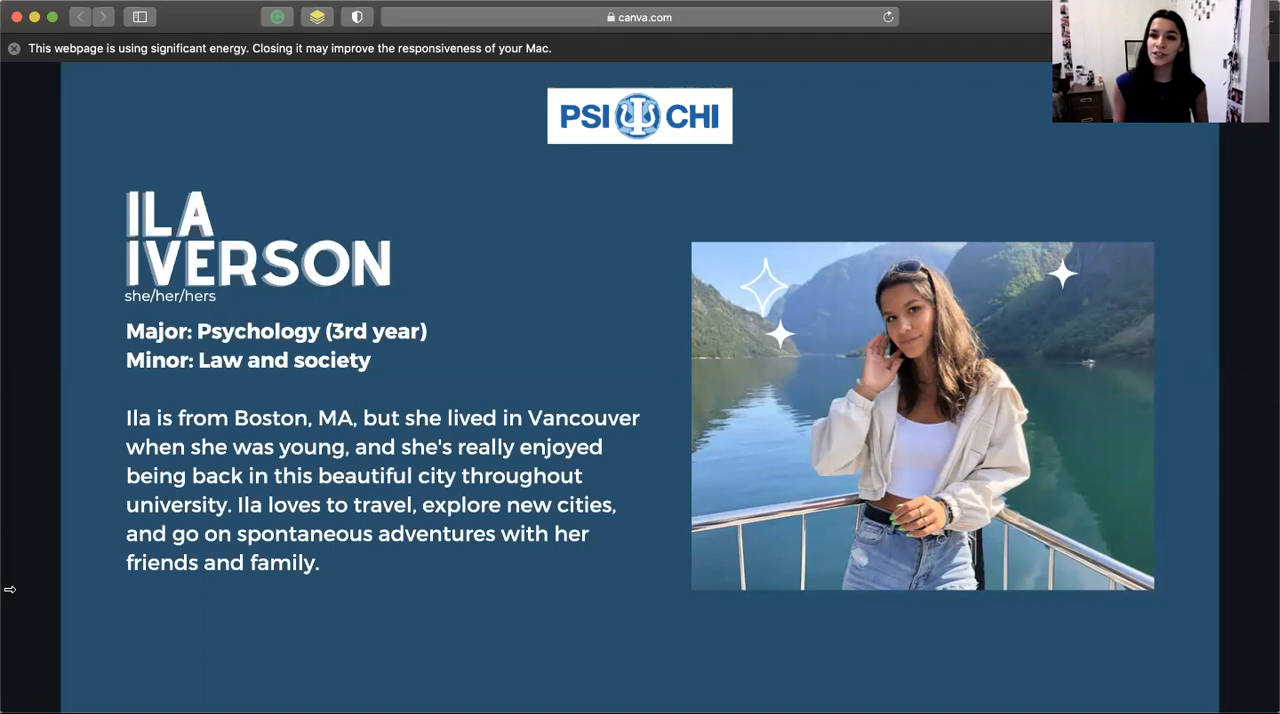 canva.com
This webpage is using significant energy. Closing it may improve the responsiveness of your Mac.
PSI Ψ CHI
ILA
IVERSON
she/her/hers
Major: Psychology (3rd year)
Minor: Law and society
Ila is from Boston, MA, but she lived in Vancouver
when she was young, and she's really enjoyed
being back in this beautiful city throughout
university. Ila loves to travel, explore new cities,
and go on spontaneous adventures with her
friends and family.